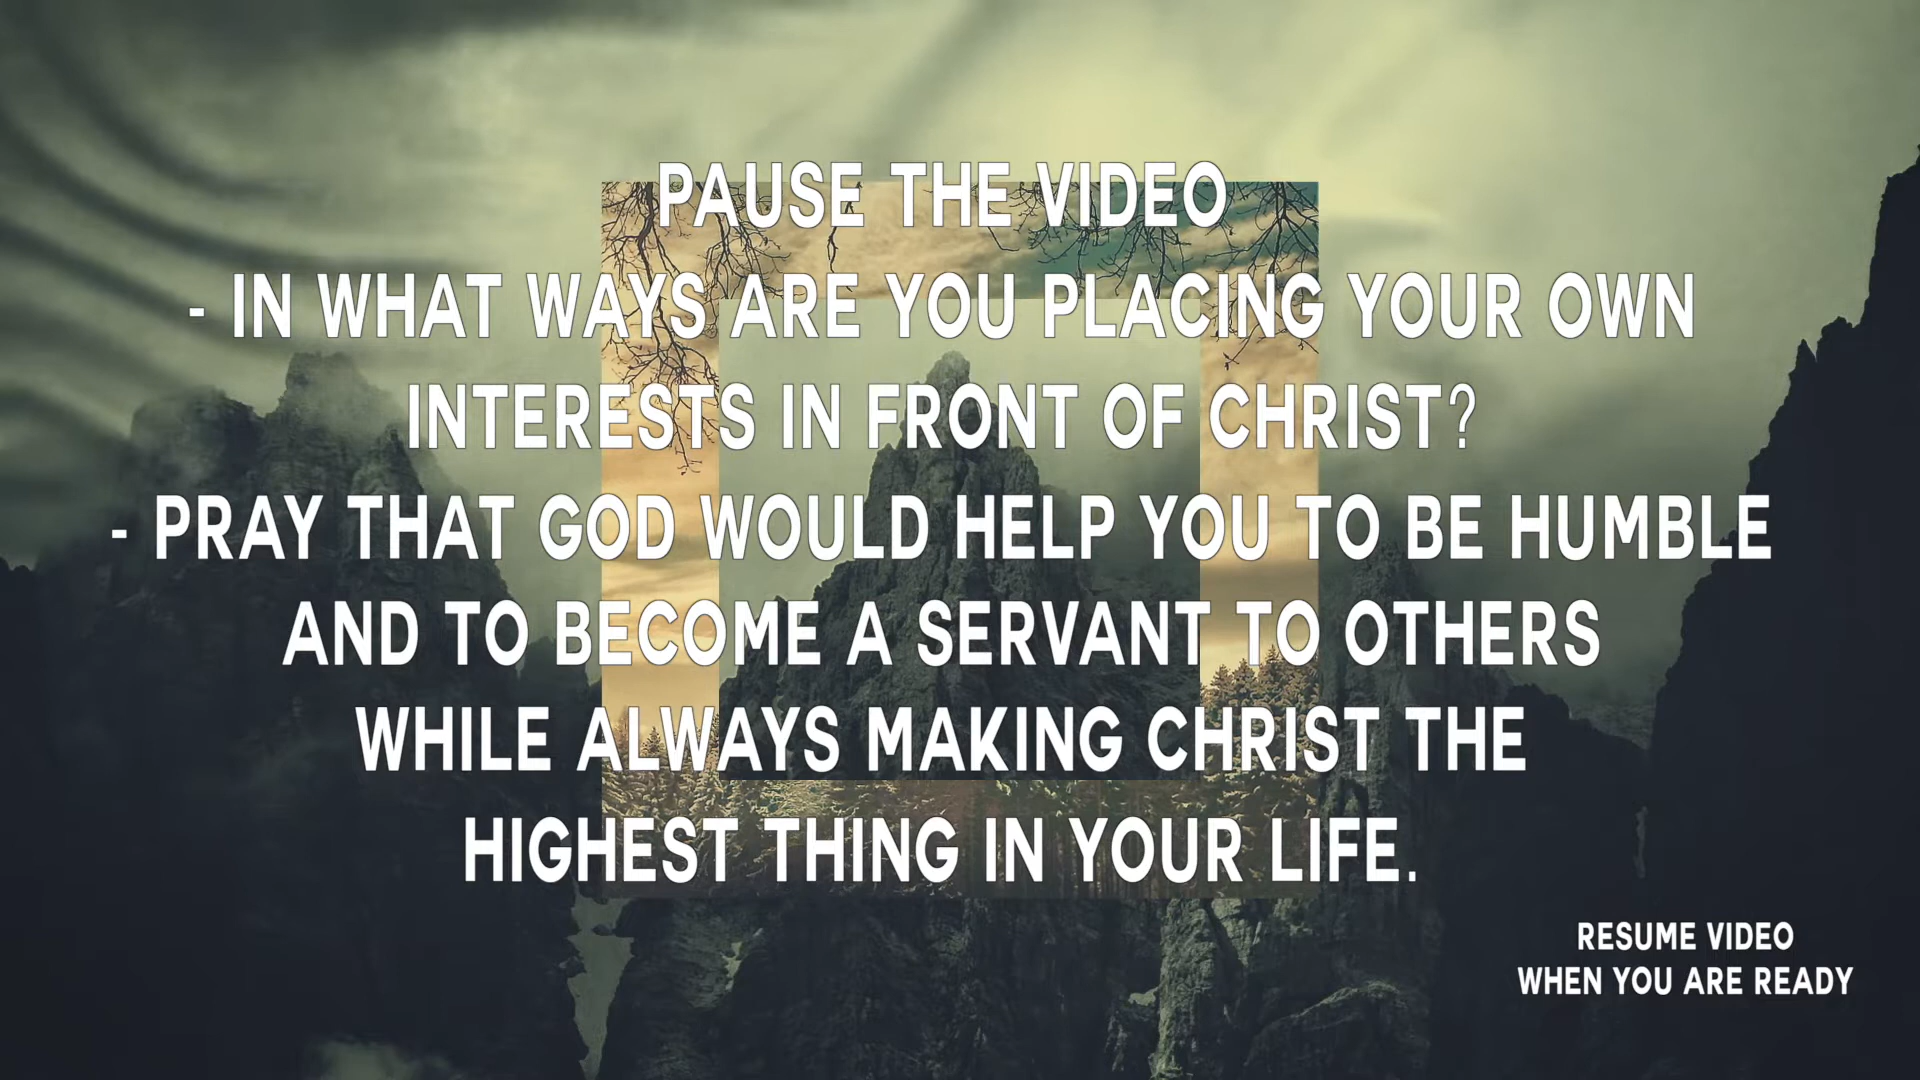 PAUSE THE VIDEO
- IN WHAT WAYS ARE YOU PLACING YOUR OWN
INTERESTS IN FRONT OF CHRIST?
- PRAY THAT GOD WOULD HELP YOU TO BE HUMBLE
AND TO BECOME A SERVANT TO OTHERS
WHILE ALWAYS MAKING CHRIST THE
HIGHEST THING IN YOUR LIFE.
RESUME VIDEO
WHEN YOU ARE READY